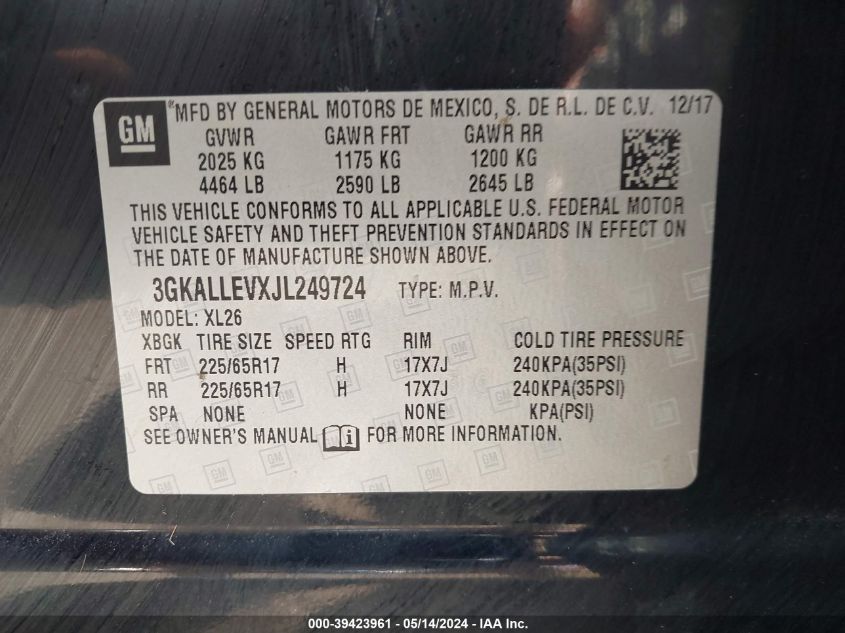 GM
MFD BY GENERAL MOTORS DE MEXICO, S. DE R.L. DE C.V. 12/17
GVWR GAWR FRT GAWR RR
2025 KG 1175 KG 1200 KG
4464 LB 2590 LB 2645 LB
THIS VEHICLE CONFORMS TO ALL APPLICABLE U.S. FEDERAL MOTOR
VEHICLE SAFETY AND THEFT PREVENTION STANDARDS IN EFFECT ON
THE DATE OF MANUFACTURE SHOWN ABOVE.
3GKALLEVXJL249724 TYPE: M.P.V.
MODEL: XL26
XBGK TIRE SIZE SPEED RTG RIM COLD TIRE PRESSURE
FRT 225/65R17 H 17X7J 240KPA(35PSI)
RR 225/65R17 H 17X7J 240KPA(35PSI)
SPA NONE NONE KPA(PSI)
SEE OWNER'S MANUAL FOR MORE INFORMATION.
000-39423961 - 05/14/2024 - IAA Inc.